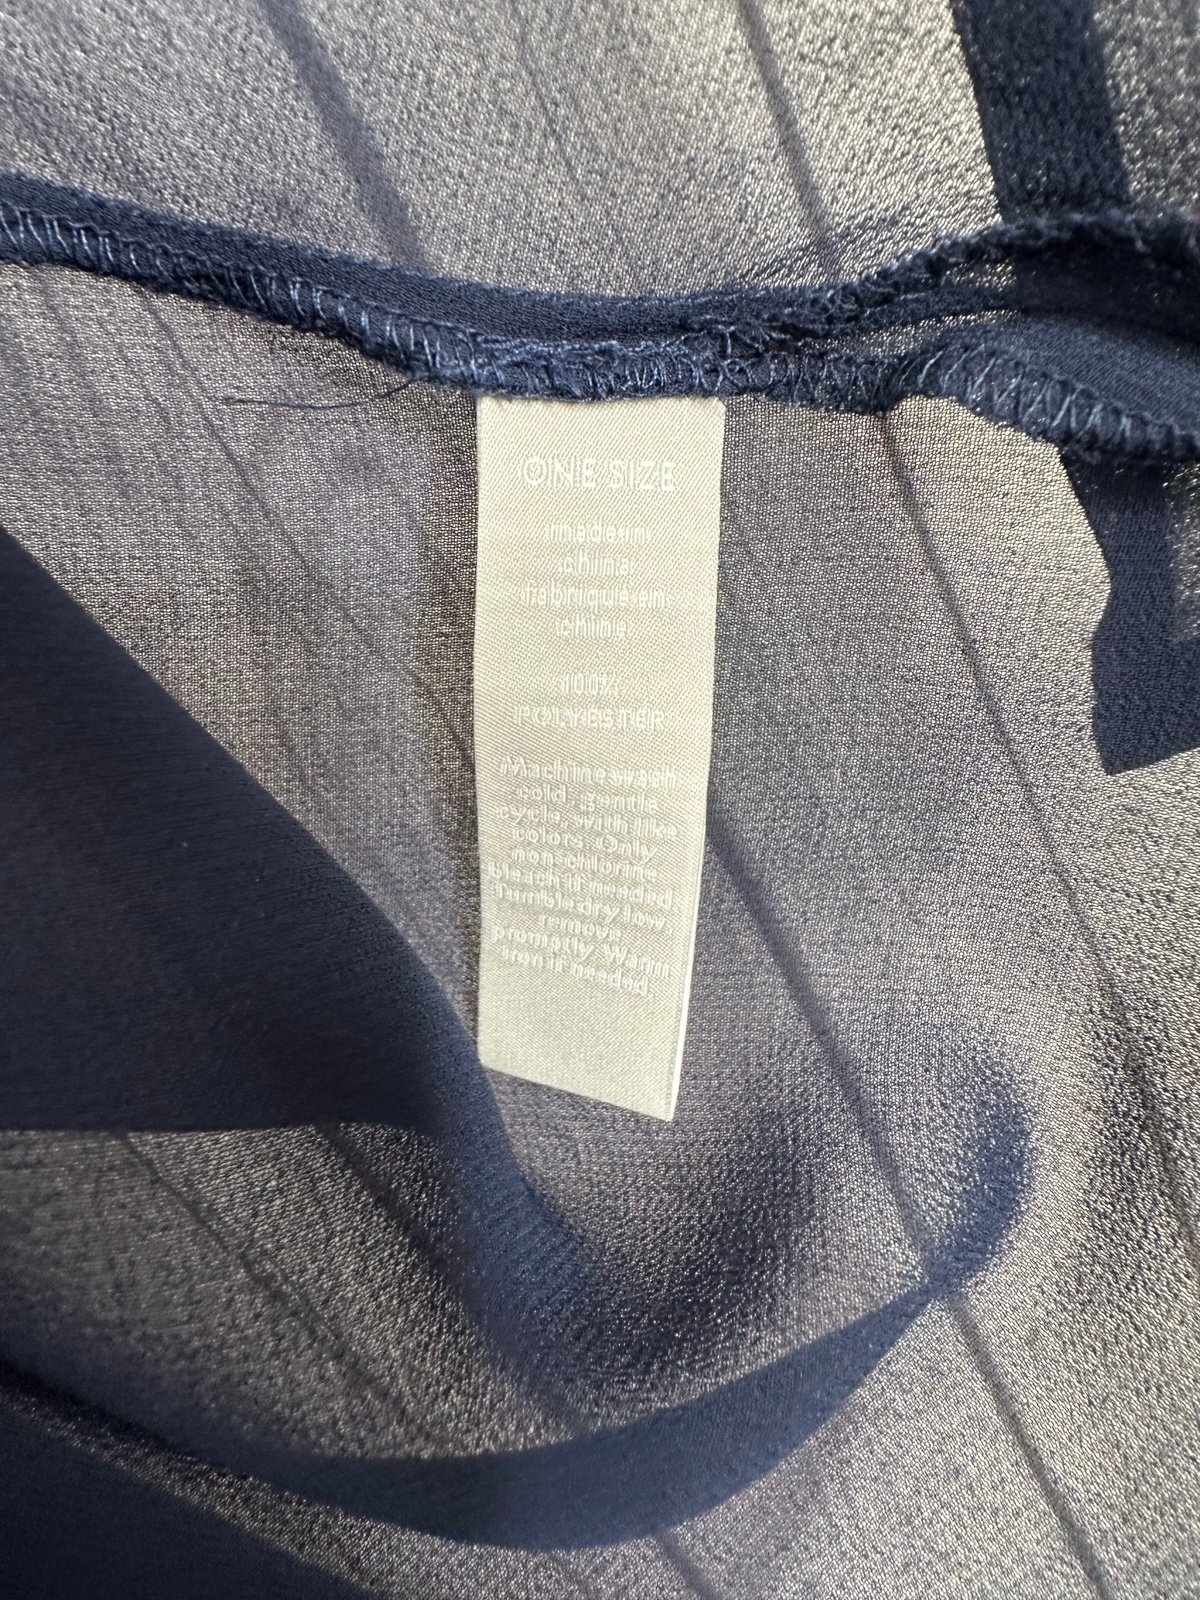 ONE SIZE
made in
china
fabriqué en
chine
100%
POLYESTER
Machine wash
cold, gentle
cycle, with like
colors. Only
non-chlorine
bleach if needed.
Tumble dry low,
remove
promptly. Warm
iron if needed.